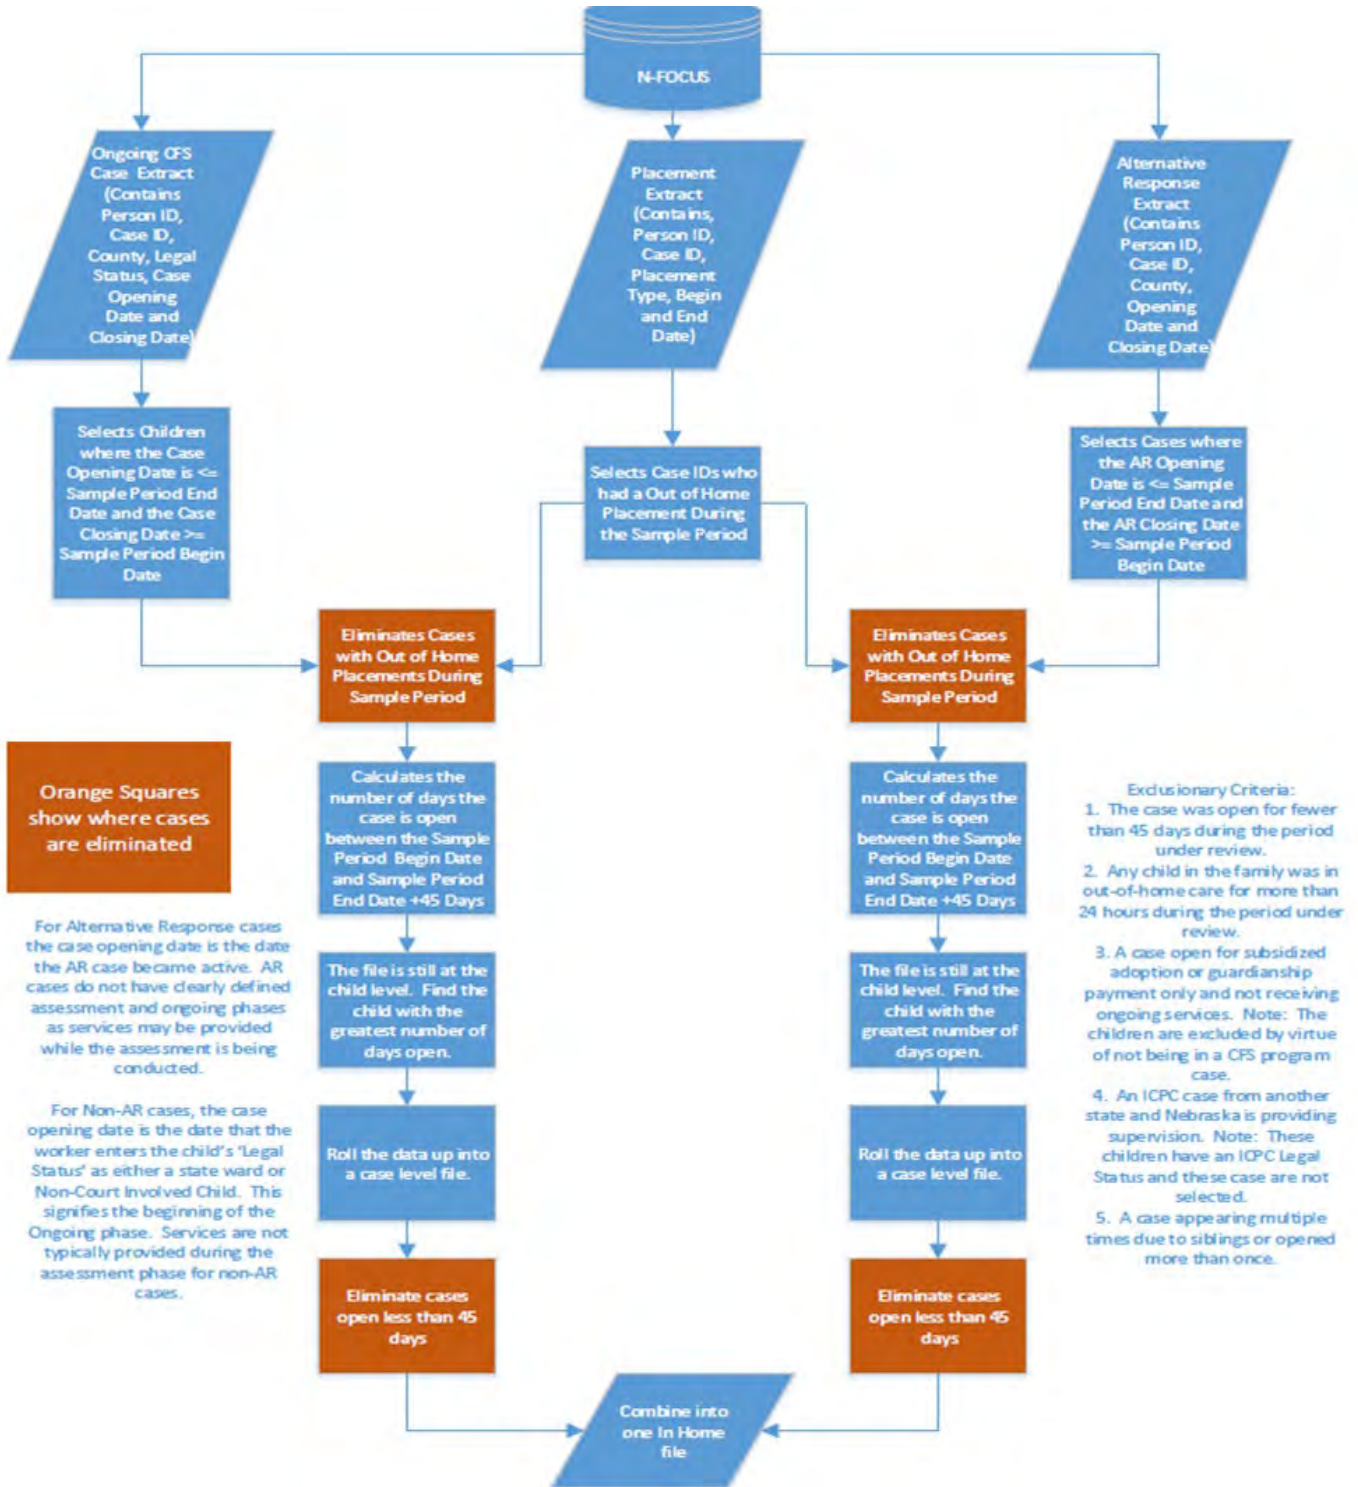 N-FOCUS
Ongoing CFS
Case Extract
(Contains
Person ID,
Case ID,
County, Legal
Status, Case
Opening
Date and
Closing Date)
Placement
Extract
(Contains,
Person ID,
Case ID,
Placement
Type, Begin
and End
Date)
Alternative
Response
Extract
(Contains
Person ID,
Case ID,
County,
Opening
Date and
Closing Date)
Selects Children
where the Case
Opening Date is <=
Sample Period End
Date and the Case
Closing Date >=
Sample Period Begin
Date
Selects Case IDs who
had a Out of Home
Placement During
the Sample Period
Selects Cases where
the AR Opening
Date is <= Sample
Period End Date and
the AR Closing Date
>= Sample Period
Begin Date
Eliminates Cases
with Out of Home
Placements During
Sample Period
Eliminates Cases
with Out of Home
Placements During
Sample Period
Orange Squares
show where cases
are eliminated
For Alternative Response cases
the case opening date is the date
the AR case became active. AR
cases do not have clearly defined
assessment and ongoing phases
as services may be provided
while the assessment is being
conducted.
For Non-AR cases, the case
opening date is the date that the
worker enters the child's 'Legal
Status' as either a state ward or
Non-Court Involved Child. This
signifies the beginning of the
Ongoing phase. Services are not
typically provided during the
assessment phase for non-AR
cases.
Calculates the
number of days the
case is open
between the Sample
Period Begin Date
and Sample Period
End Date +45 Days
The file is still at the
child level. Find the
child with the
greatest number of
days open.
Roll the data up into
a case level file.
Eliminate cases
open less than 45
days
Calculates the
number of days the
case is open
between the Sample
Period Begin Date
and Sample Period
End Date +45 Days
The file is still at the
child level. Find the
child with the
greatest number of
days open.
Roll the data up into
a case level file.
Eliminate cases
open less than 45
days
Exclusionary Criteria:
1. The case was open for fewer
than 45 days during the period
under review.
2. Any child in the family was in
out-of-home care for more than
24 hours during the period under
review.
3. A case open for subsidized
adoption or guardianship
payment only and not receiving
ongoing services. Note: The
children are excluded by virtue
of not being in a CFS program
case.
4. An ICPC case from another
state and Nebraska is providing
supervision. Note: These
children have an ICPC Legal
Status and these case are not
selected.
5. A case appearing multiple
times due to siblings or opened
more than once.
Combine into
one In Home
file